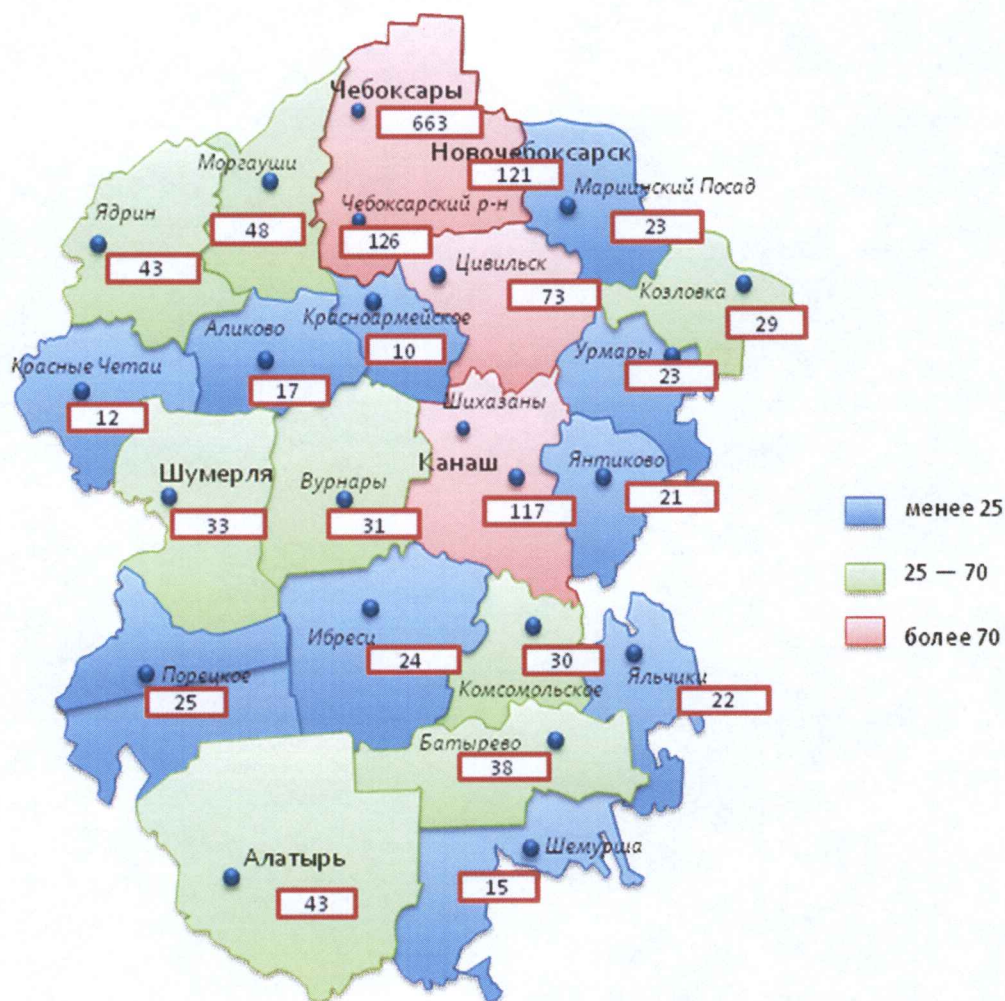 Чебоксары
663
Новочебоксарск
121
Моргауши
48
Мариинский Посад
23
Ядрин
43
Чебоксарский р-н
126
Цивильск
73
Козловка
29
Красноармейское
10
Аликово
17
Урмары
23
Красные Четаи
12
Шихазаны
Канаш
117
Шумерля
33
Вурнары
31
Янтиково
21
менее 25
25 — 70
более 70
Ибреси
24
30
Комсомольское
Порецкое
25
Яльчики
22
Батырево
38
Шемурша
15
Алатырь
43